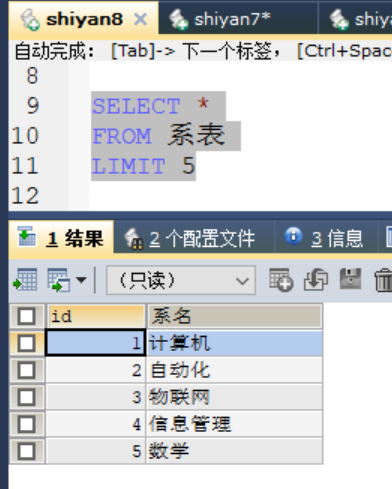 shiyan8 shiyan7* shiy
自动完成： [Tab]-> 下一个标签， [Ctrl+Spac
8
9 SELECT *
10 FROM 系表
11 LIMIT 5
12
1 结果 2 个配置文件 3 信息
（只读）
id 系名
1 计算机
2 自动化
3 物联网
4 信息管理
5 数学